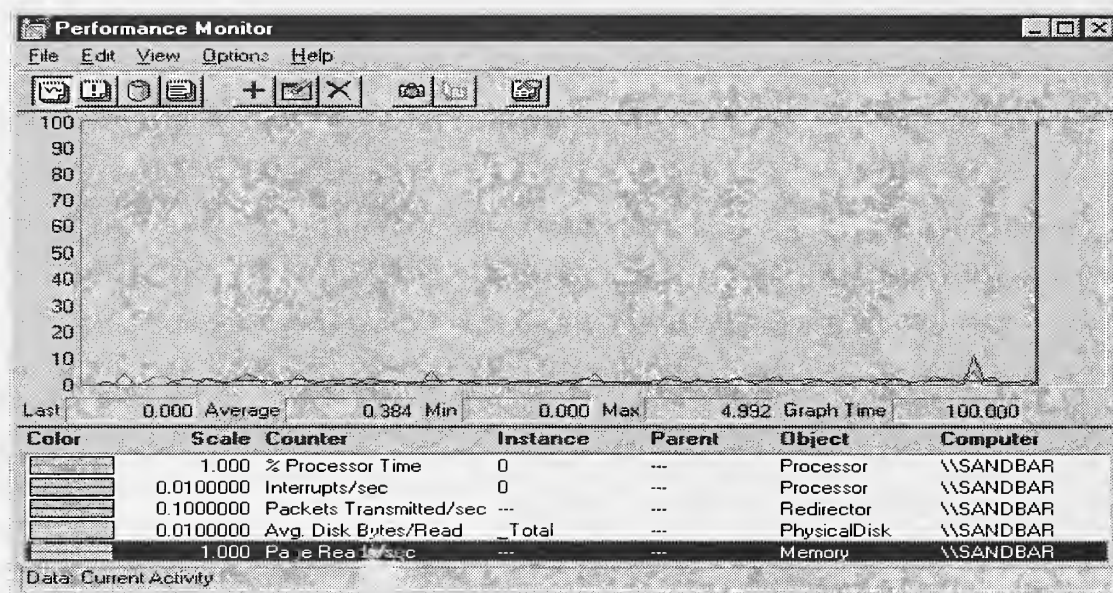 Performance Monitor
File Edit View Options Help
100
90
80
70
60
50
40
30
20
10
0
Last 0.000 Average 0.384 Min 0.000 Max 4.992 Graph Time 100.000
Color Scale Counter Instance Parent Object Computer
1.000 % Processor Time 0 --- Processor \\SANDBAR
0.0100000 Interrupts/sec 0 --- Processor \\SANDBAR
0.1000000 Packets Transmitted/sec --- --- Redirector \\SANDBAR
0.0100000 Avg. Disk Bytes/Read _Total --- PhysicalDisk \\SANDBAR
1.000 Page Reads/sec --- --- Memory \\SANDBAR
Data: Current Activity